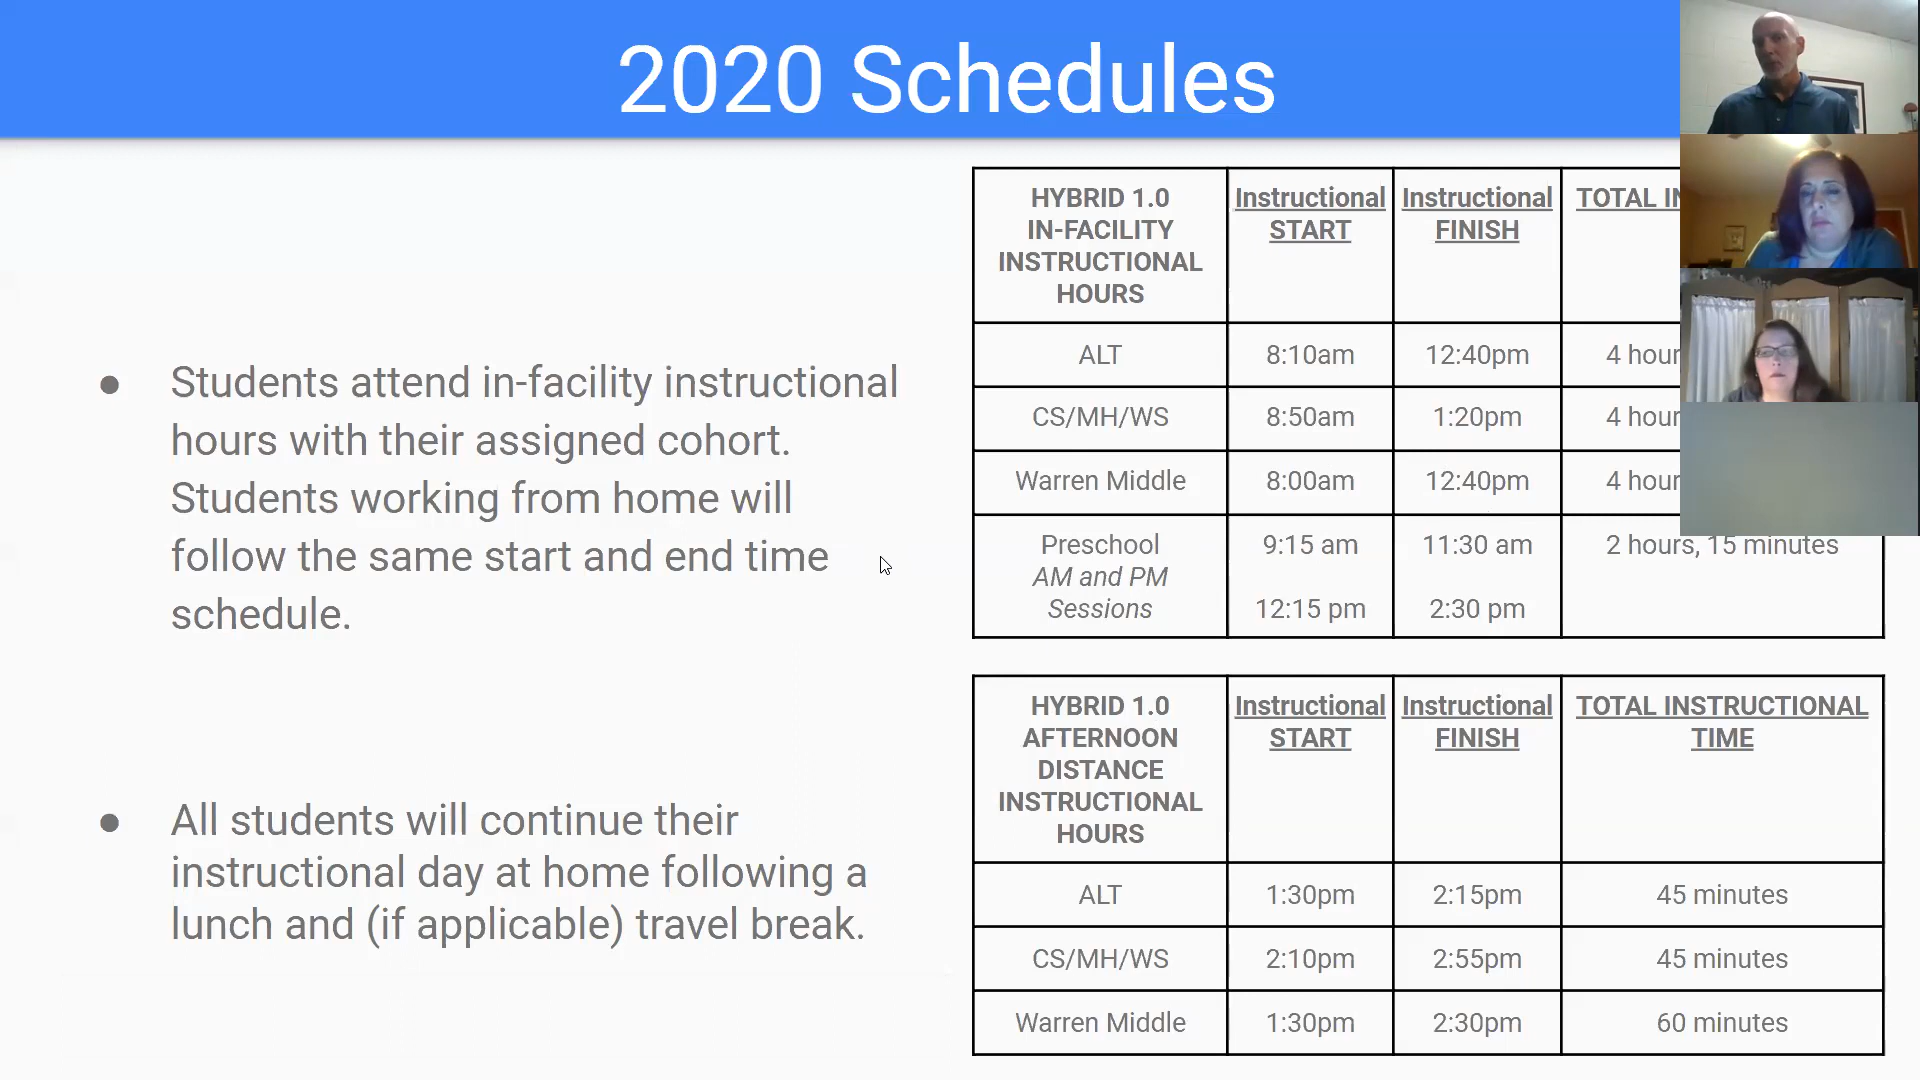 2020 Schedules
Students attend in-facility instructional
hours with their assigned cohort.
Students working from home will
follow the same start and end time
schedule.
All students will continue their
instructional day at home following a
lunch and (if applicable) travel break.
HYBRID 1.0
IN-FACILITY
INSTRUCTIONAL
HOURS
Instructional
START
Instructional
FINISH
TOTAL
ALT
8:10am
12:40pm
4
CS/MH/WS
8:50am
1:20pm
4
Warren Middle
8:00am
12:40pm
4
Preschool
AM and PM
Sessions
9:15 am
12:15 pm
11:30 am
2:30 pm
2 hours, 15 minutes
HYBRID 1.0
AFTERNOON
DISTANCE
INSTRUCTIONAL
HOURS
Instructional
START
Instructional
FINISH
TOTAL INSTRUCTIONAL
TIME
ALT
1:30pm
2:15pm
45 minutes
CS/MH/WS
2:10pm
2:55pm
45 minutes
Warren Middle
1:30pm
2:30pm
60 minutes